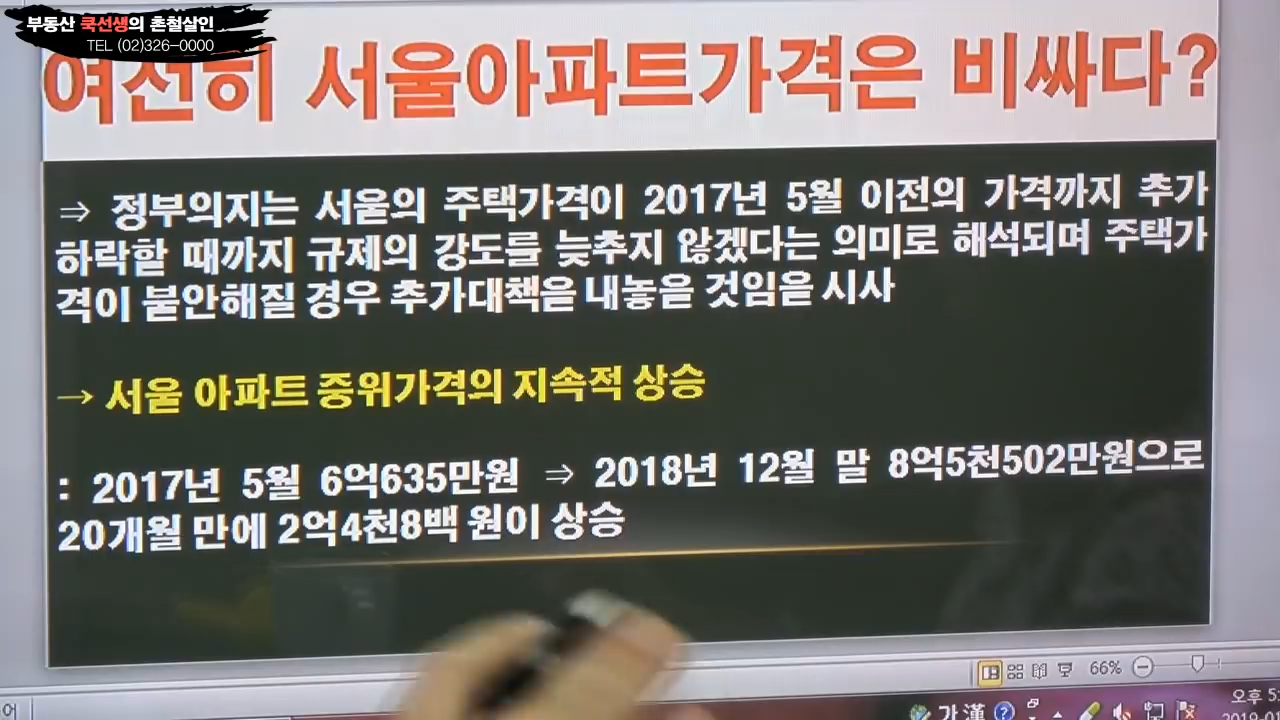 부동산 쿡선생의 촌철살인
TEL (02)326-0000
여전히 서울아파트가격은 비싸다?
⇒ 정부의지는 서울의 주택가격이 2017년 5월 이전의 가격까지 추가
하락할 때까지 규제의 강도를 늦추지 않겠다는 의미로 해석되며 주택가
격이 불안해질 경우 추가대책을 내놓을 것임을 시사
→ 서울 아파트 중위가격의 지속적 상승
: 2017년 5월 6억635만원 ⇒ 2018년 12월 말 8억5천502만원으로
20개월 만에 2억4천8백 원이 상승
66%
어
가 漢
오후 5: